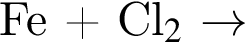 Fe + Cl₂ →